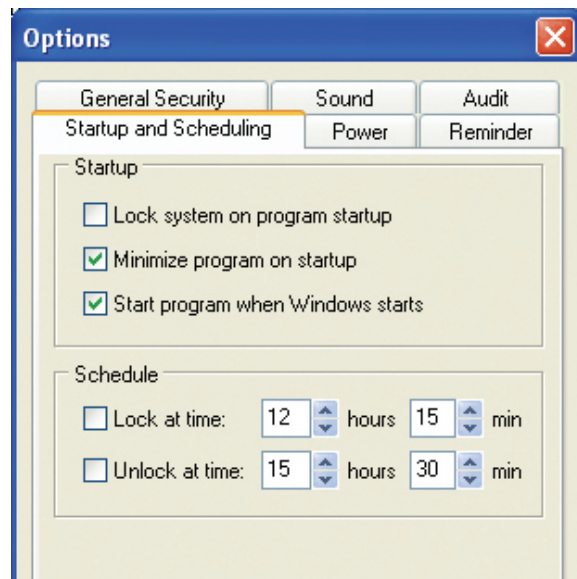 Options
General Security Sound Audit
Startup and Scheduling Power Reminder
Startup
Lock system on program startup
Minimize program on startup
Start program when Windows starts
Schedule
Lock at time: 12 hours 15 min
Unlock at time: 15 hours 30 min